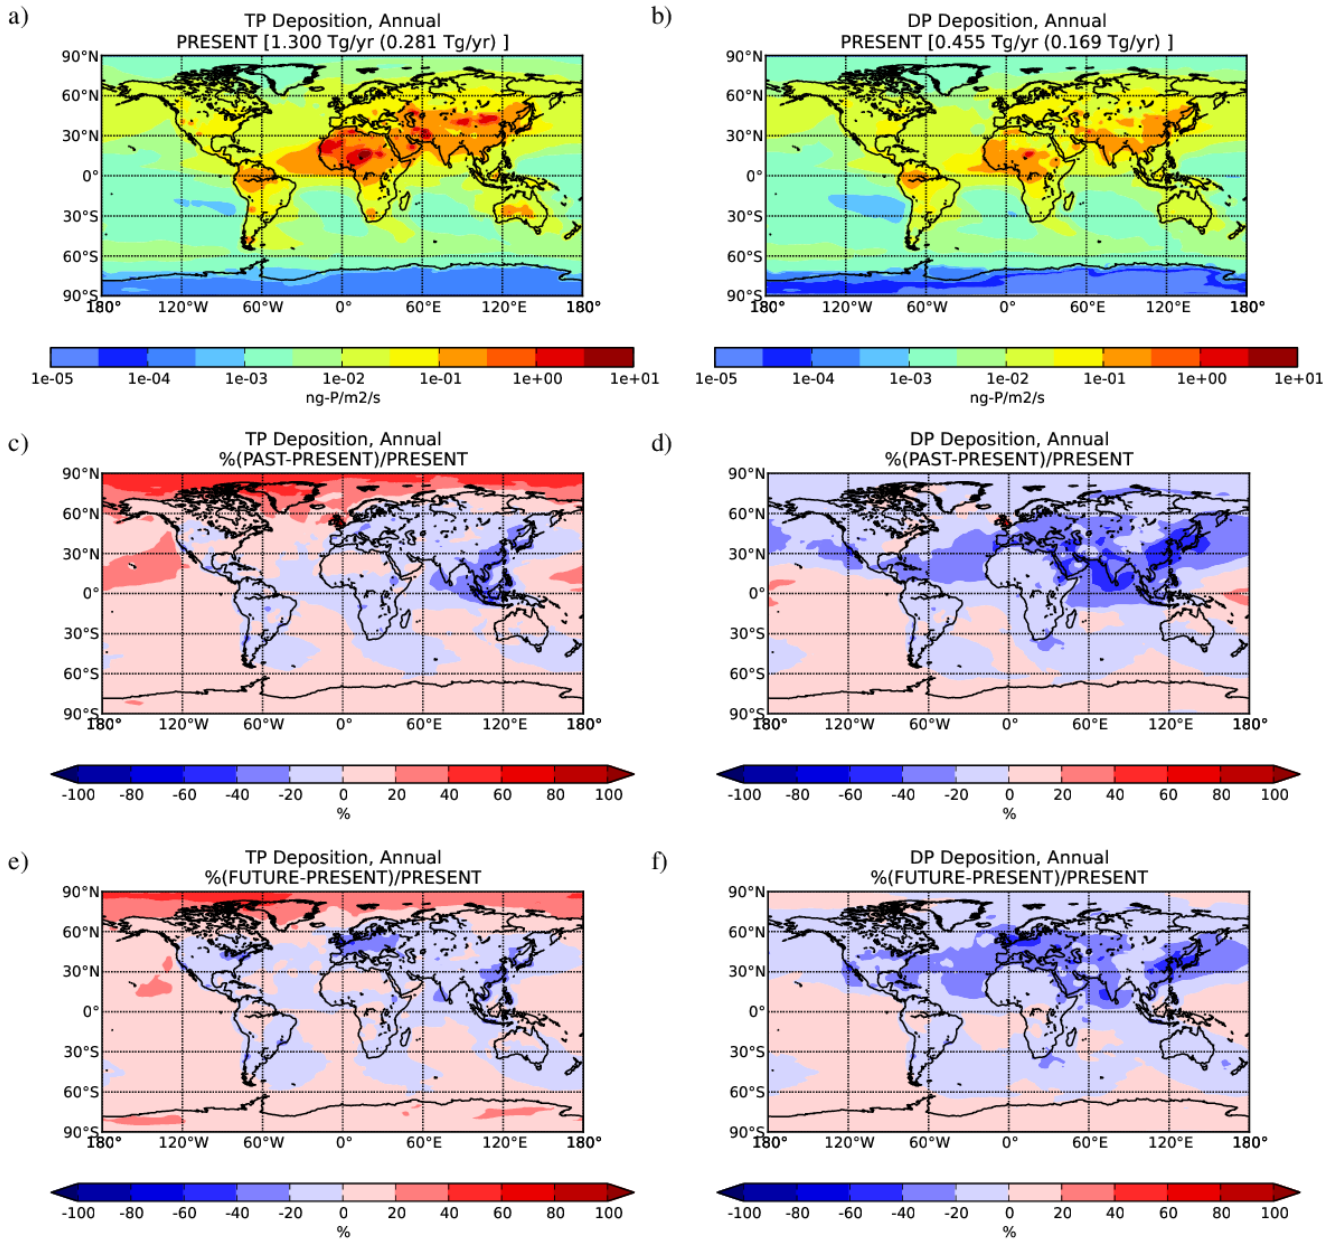 a)
TP Deposition, Annual
PRESENT [1.300 Tg/yr (0.281 Tg/yr) ]
90°N
60°N
30°N
0°
30°S
60°S
90°S
180° 120°W 60°W 0° 60°E 120°E 180°
1e-05 1e-04 1e-03 1e-02 1e-01 1e+00 1e+01
ng-P/m2/s
b)
DP Deposition, Annual
PRESENT [0.455 Tg/yr (0.169 Tg/yr) ]
90°N
60°N
30°N
0°
30°S
60°S
90°S
180° 120°W 60°W 0° 60°E 120°E 180°
1e-05 1e-04 1e-03 1e-02 1e-01 1e+00 1e+01
ng-P/m2/s
c)
TP Deposition, Annual
%(PAST-PRESENT)/PRESENT
90°N
60°N
30°N
0°
30°S
60°S
90°S
180° 120°W 60°W 0° 60°E 120°E 180°
-100 -80 -60 -40 -20 0 20 40 60 80 100
%
d)
DP Deposition, Annual
%(PAST-PRESENT)/PRESENT
90°N
60°N
30°N
0°
30°S
60°S
90°S
180° 120°W 60°W 0° 60°E 120°E 180°
-100 -80 -60 -40 -20 0 20 40 60 80 100
%
e)
TP Deposition, Annual
%(FUTURE-PRESENT)/PRESENT
90°N
60°N
30°N
0°
30°S
60°S
90°S
180° 120°W 60°W 0° 60°E 120°E 180°
-100 -80 -60 -40 -20 0 20 40 60 80 100
%
f)
DP Deposition, Annual
%(FUTURE-PRESENT)/PRESENT
90°N
60°N
30°N
0°
30°S
60°S
90°S
180° 120°W 60°W 0° 60°E 120°E 180°
-100 -80 -60 -40 -20 0 20 40 60 80 100
%